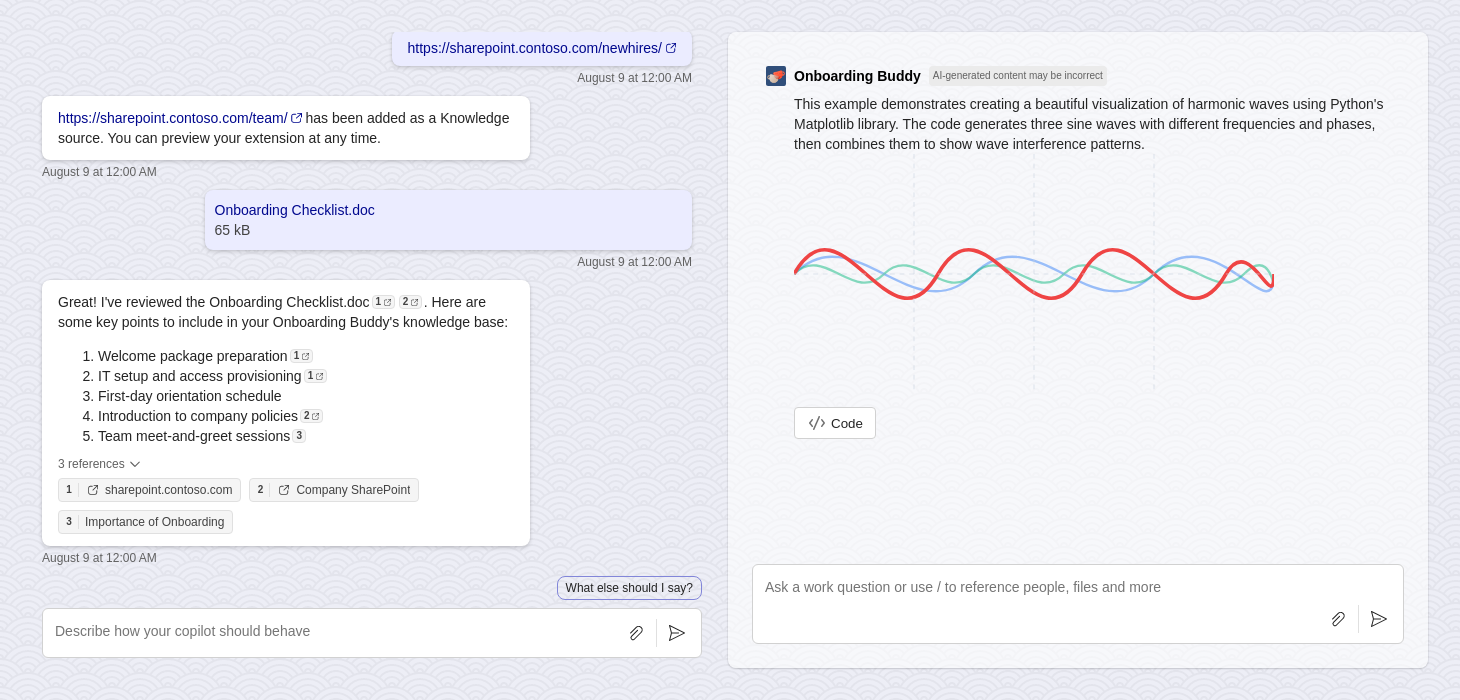 https://sharepoint.contoso.com/newhires/
August 9 at 12:00 AM
https://sharepoint.contoso.com/team/ has been added as a Knowledge
source. You can preview your extension at any time.
August 9 at 12:00 AM
Onboarding Checklist.doc
65 kB
August 9 at 12:00 AM
Great! I've reviewed the Onboarding Checklist.doc 1 2 . Here are
some key points to include in your Onboarding Buddy's knowledge base:
1. Welcome package preparation 1
2. IT setup and access provisioning 1
3. First-day orientation schedule
4. Introduction to company policies 2
5. Team meet-and-greet sessions 3
3 references
1 sharepoint.contoso.com
2 Company SharePoint
3 Importance of Onboarding
August 9 at 12:00 AM
What else should I say?
Describe how your copilot should behave
Onboarding Buddy AI-generated content may be incorrect
This example demonstrates creating a beautiful visualization of harmonic waves using Python's
Matplotlib library. The code generates three sine waves with different frequencies and phases,
then combines them to show wave interference patterns.
Code
Ask a work question or use / to reference people, files and more